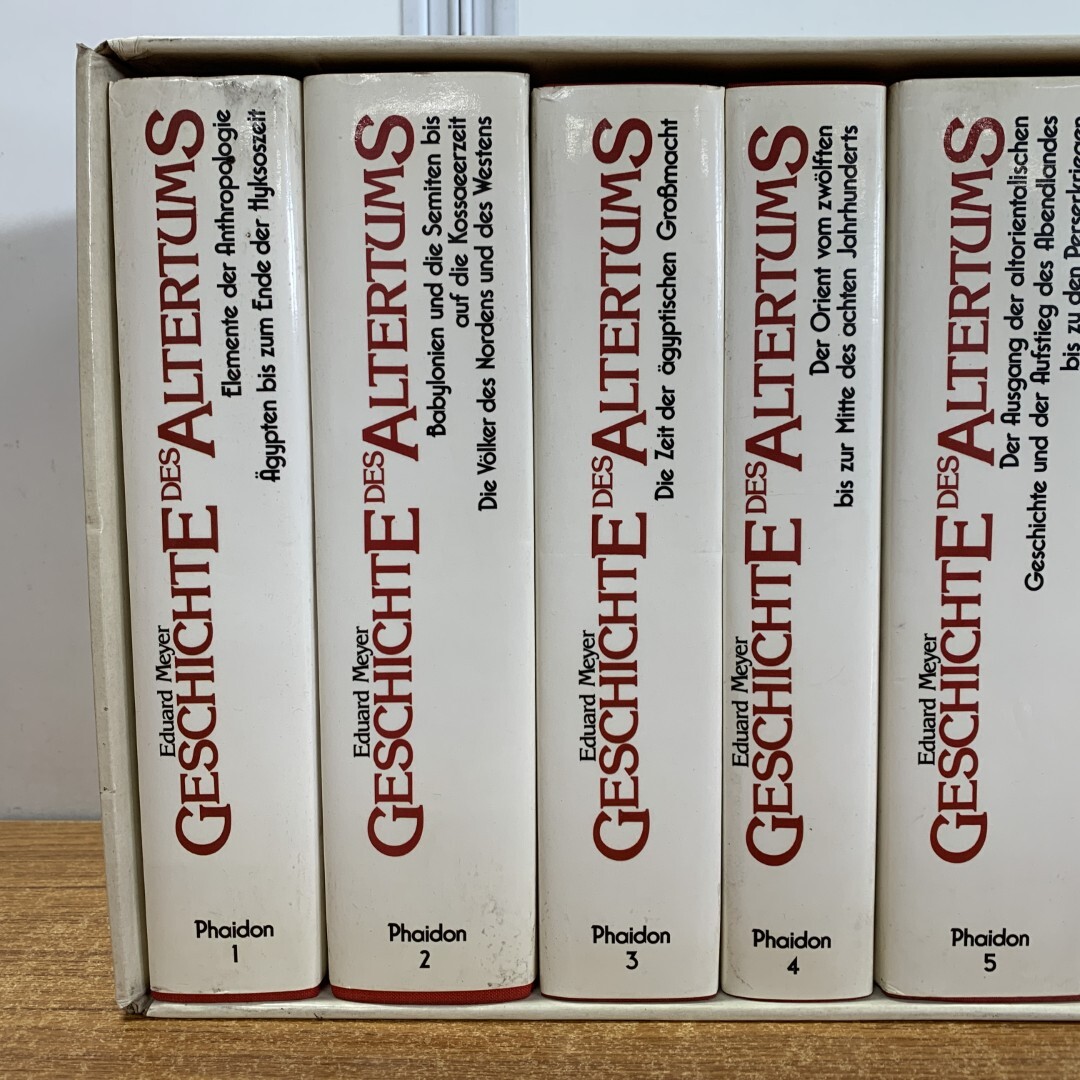 Eduard Meyer
GESCHICHTE DES ALTERTUMS
Elemente der Anthropologie
Ägypten bis zum Ende der Hyksoszeit
Phaidon
1
Eduard Meyer
GESCHICHTE DES ALTERTUMS
Babylonien und die Semiten bis
auf die Kossaeerzeit
Die Völker des Nordens und des Westens
Phaidon
2
Eduard Meyer
GESCHICHTE DES ALTERTUMS
Die Zeit der ägyptischen Großmacht
Phaidon
3
Eduard Meyer
GESCHICHTE DES ALTERTUMS
Der Orient vom zwölften
bis zur Mitte des achten Jahrhunderts
Phaidon
4
Eduard Meyer
GESCHICHTE DES ALTERTUMS
Der Ausgang der altorientalischen
Geschichte und der Aufstieg des Abendlandes
bis zu den Perserkriegen
Phaidon
5